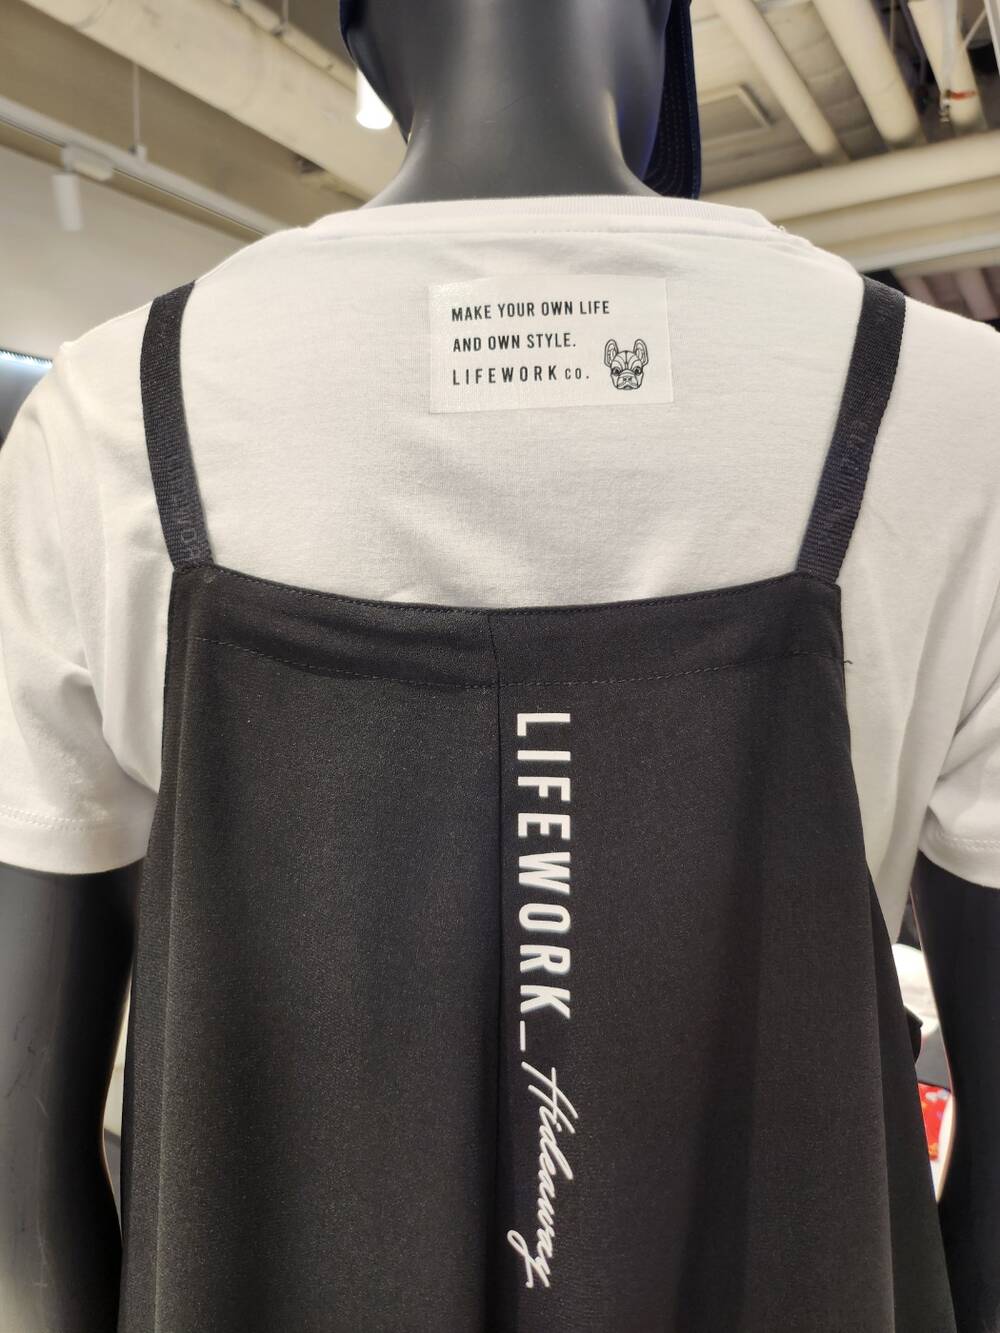 MAKE YOUR OWN LIFE
AND OWN STYLE.
LIFEWORK CO.
LIFEWORK_Hideaway